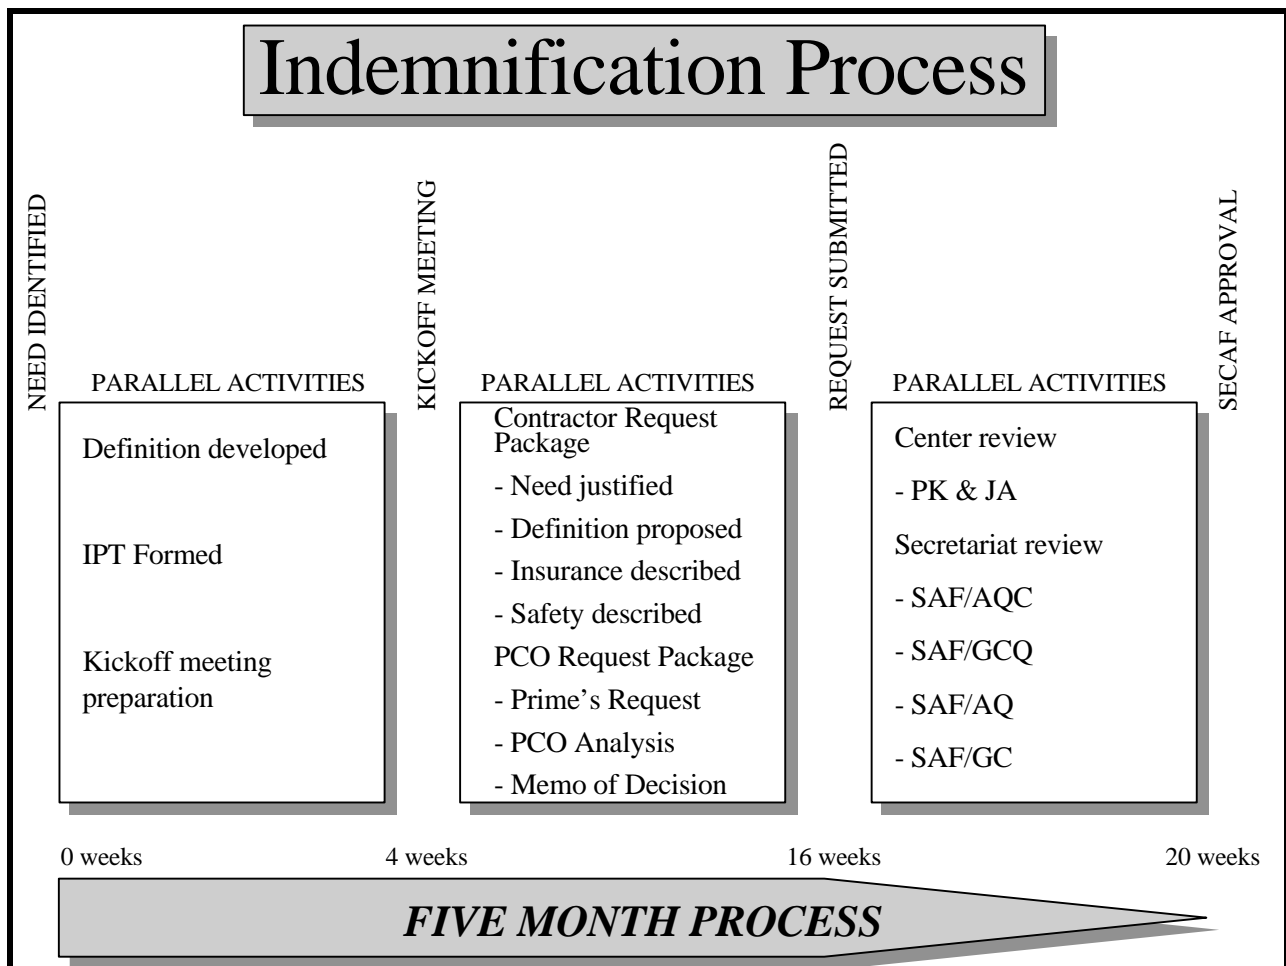 Indemnification Process
NEED IDENTIFIED
KICKOFF MEETING
REQUEST SUBMITTED
SECAF APPROVAL
PARALLEL ACTIVITIES
Definition developed
IPT Formed
Kickoff meeting
preparation
PARALLEL ACTIVITIES
Contractor Request
Package
- Need justified
- Definition proposed
- Insurance described
- Safety described
PCO Request Package
- Prime’s Request
- PCO Analysis
- Memo of Decision
PARALLEL ACTIVITIES
Center review
- PK & JA
Secretariat review
- SAF/AQC
- SAF/GCQ
- SAF/AQ
- SAF/GC
0 weeks
4 weeks
16 weeks
20 weeks
FIVE MONTH PROCESS